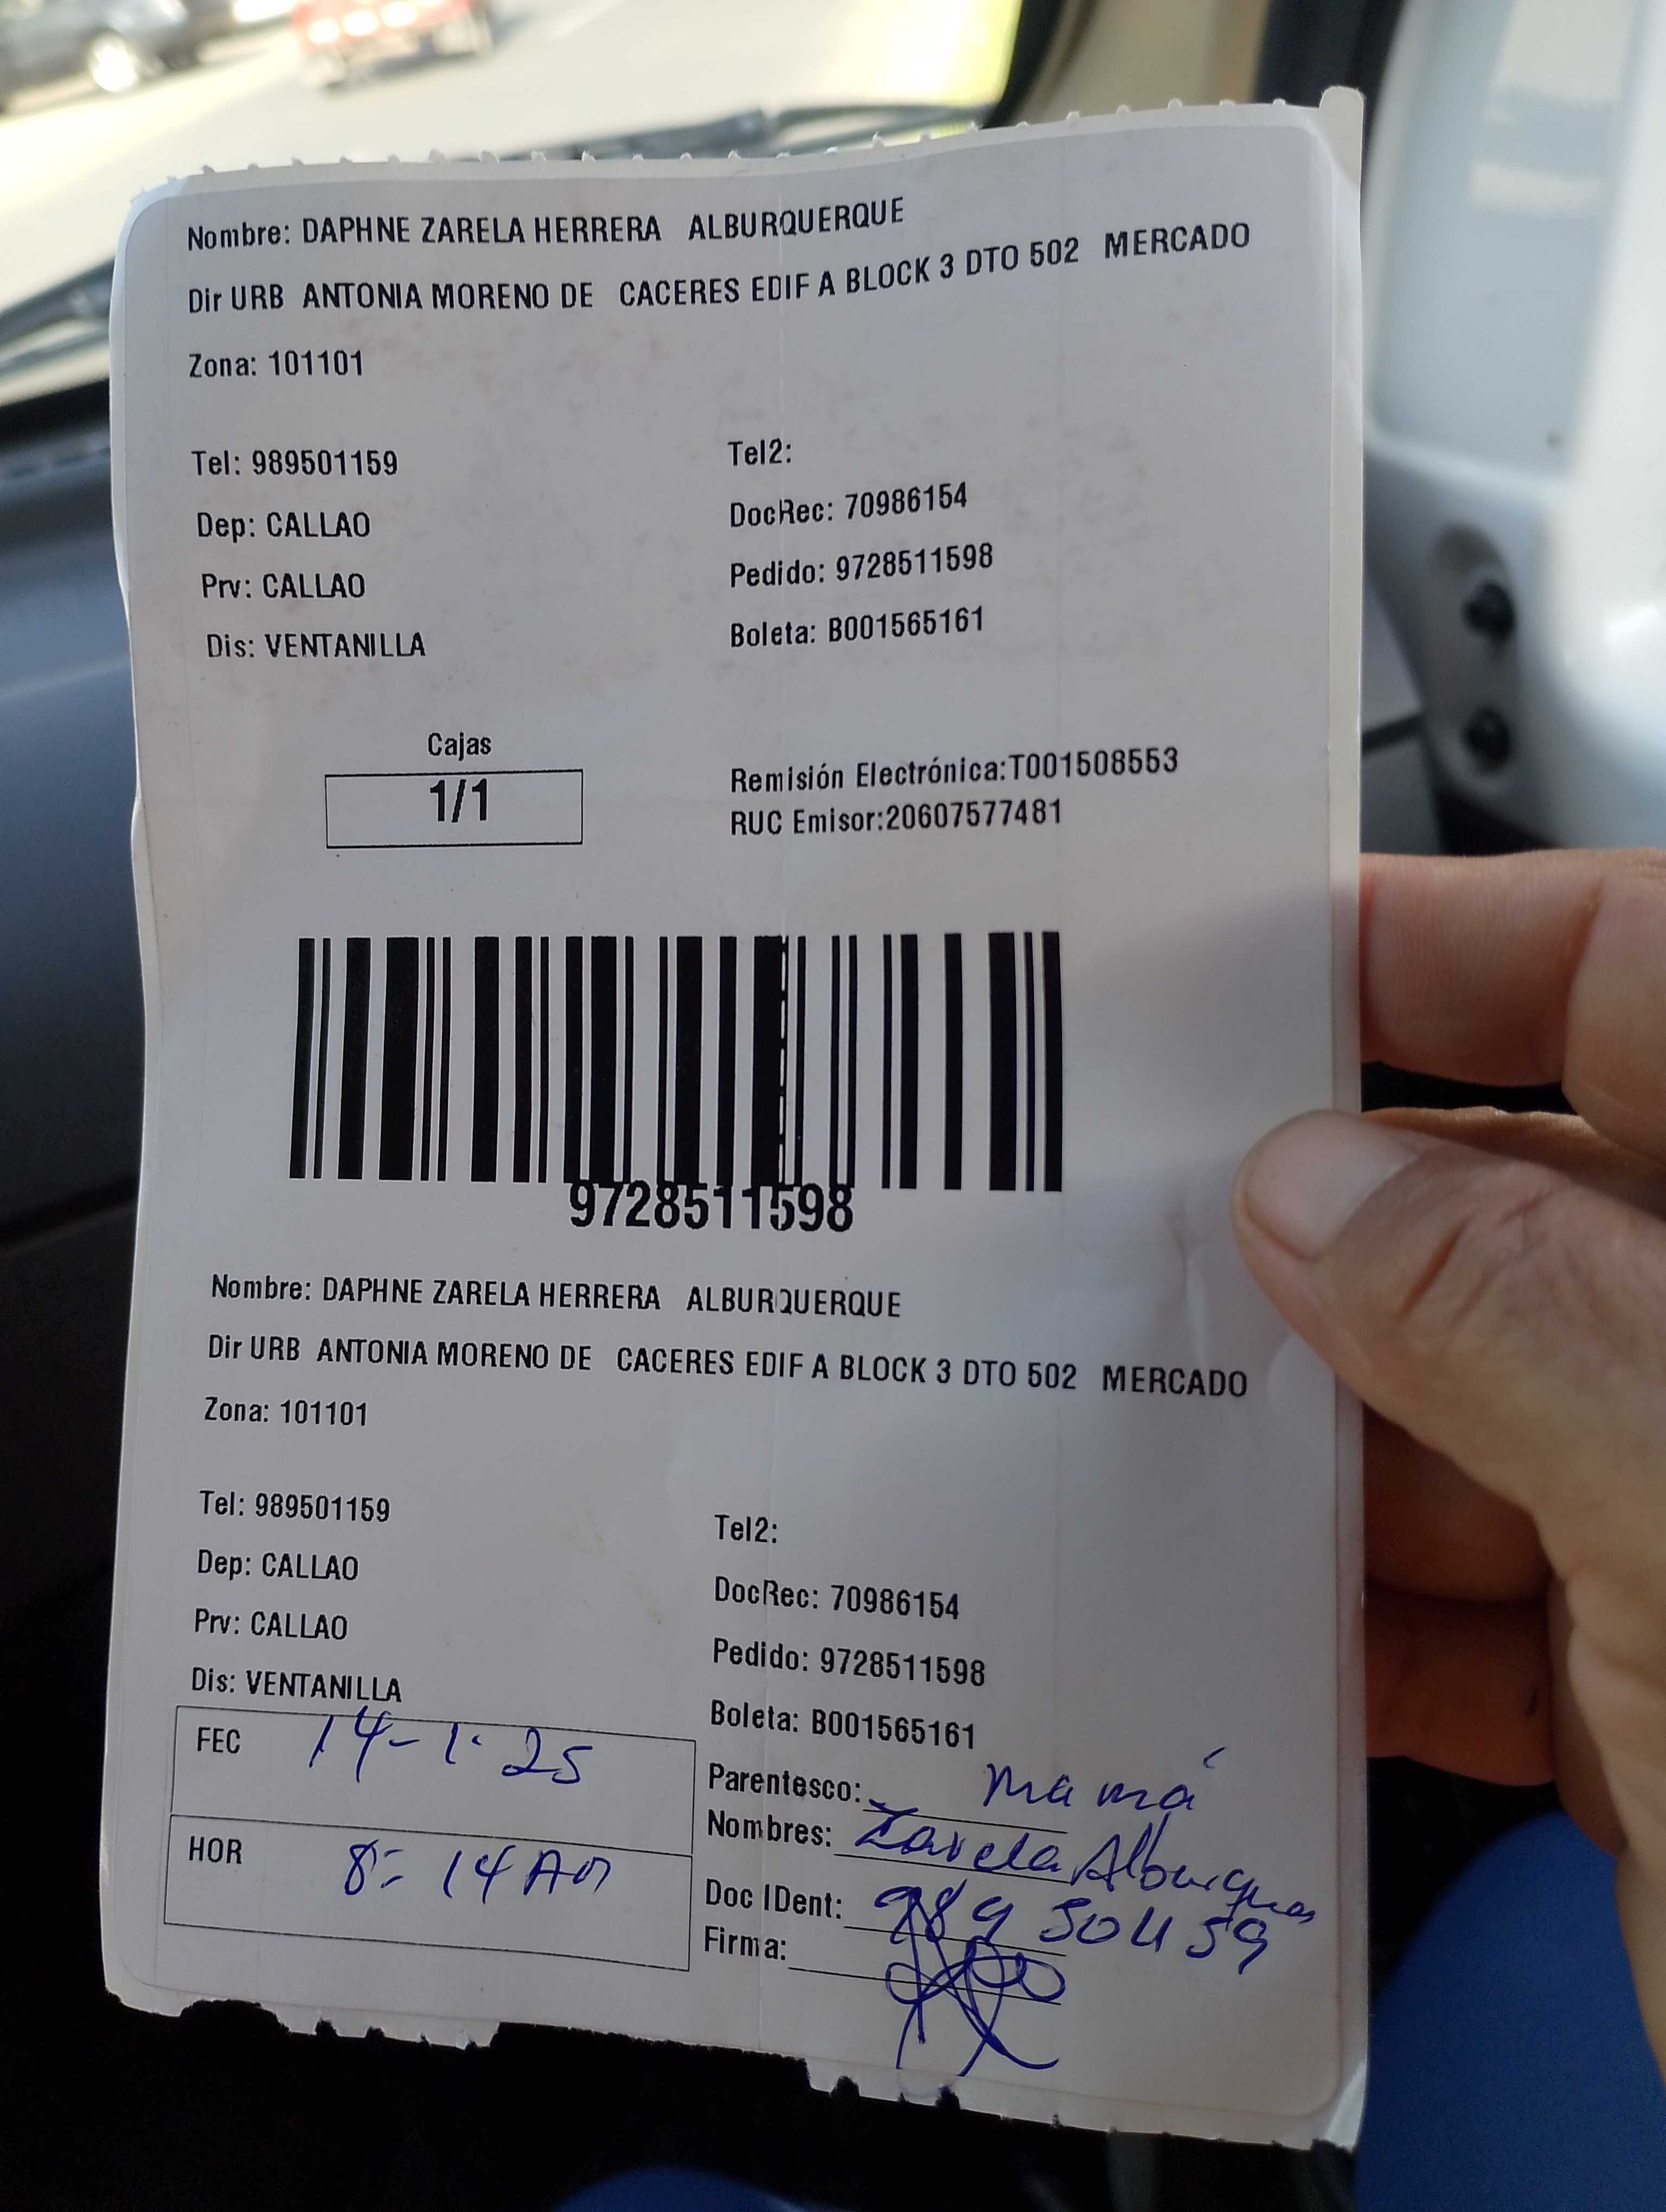 Nombre: DAPHNE ZARELA HERRERA ALBURQUERQUE
Dir URB ANTONIA MORENO DE CACERES EDIF A BLOCK 3 DTO 502 MERCADO
Zona: 101101
Tel: 989501159
Tel2:
Dep: CALLAO
DocRec: 70986154
Prv: CALLAO
Pedido: 9728511598
Dis: VENTANILLA
Boleta: B001565161
Cajas
1/1
Remisión Electrónica:T001508553
RUC Emisor:20607577481
9728511598
Nombre: DAPHNE ZARELA HERRERA ALBURQUERQUE
Dir URB ANTONIA MORENO DE CACERES EDIF A BLOCK 3 DTO 502 MERCADO
Zona: 101101
Tel: 989501159
Tel2:
Dep: CALLAO
DocRec: 70986154
Prv: CALLAO
Pedido: 9728511598
Dis: VENTANILLA
Boleta: B001565161
FEC 14-1-25
Parentesco: mamá
Nombres: Zarela
HOR 8:14 AM
Doc IDent:
Firma: